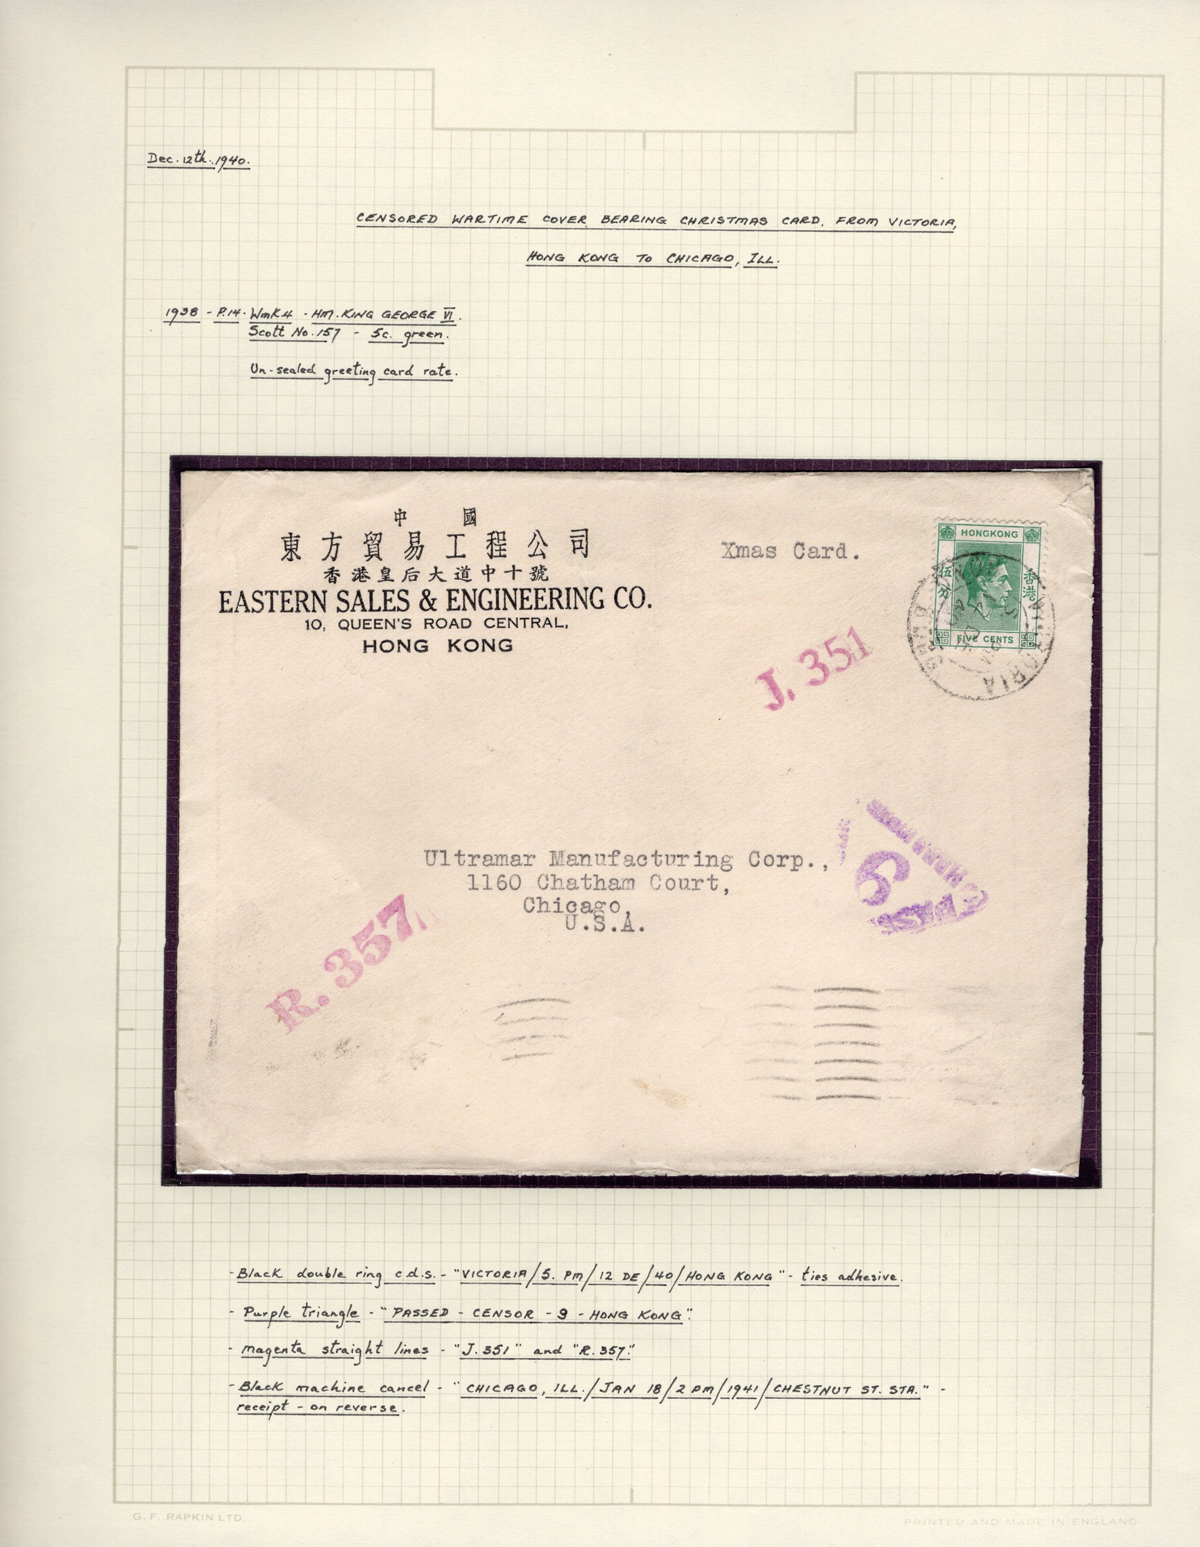 Dec. 12th. 1940.
CENSORED WARTIME COVER BEARING CHRISTMAS CARD, FROM VICTORIA,
HONG KONG TO CHICAGO, ILL.
1938 - P.14. Wmk4 - HM. KING GEORGE VI.
Scott No. 157 - 5c. green.
Un-sealed greeting card rate.
中 國
東方貿易工程公司
香港皇后大道中十號
EASTERN SALES & ENGINEERING CO.
10, QUEEN'S ROAD CENTRAL,
HONG KONG
Xmas Card.
HONGKONG
伍分
香港
FIVE CENTS
VICTORIA
J. 351
Ultramar Manufacturing Corp.,
1160 Chatham Court,
Chicago,
U.S.A.
R. 357
- Black double ring c.d.s. - "VICTORIA/5. PM/12 DE/40/HONG KONG" - ties adhesive.
- Purple triangle - "PASSED - CENSOR - 9 - HONG KONG".
- magenta straight lines - "J. 351" and "R. 357."
- Black machine cancel - "CHICAGO, ILL./JAN 18/2 PM/1941/CHESTNUT ST. STA." -
receipt - on reverse.
G. F. RAPKIN LTD.
PRINTED AND MADE IN ENGLAND